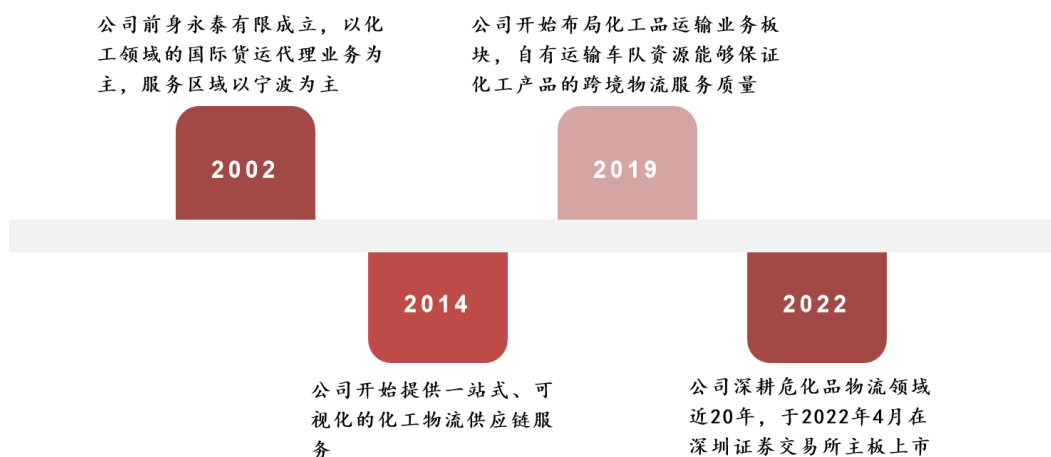 公司前身永泰有限成立，以化
工领域的国际货运代理业务为
主，服务区域以宁波为主
公司开始布局化工品运输业务板
块，自有运输车队资源能够保证
化工产品的跨境物流服务质量
2002
2019
2014
2022
公司开始提供一站式、可
视化的化工物流供应链服
务
公司深耕危化品物流领域
近20年，于2022年4月在
深圳证券交易所主板上市